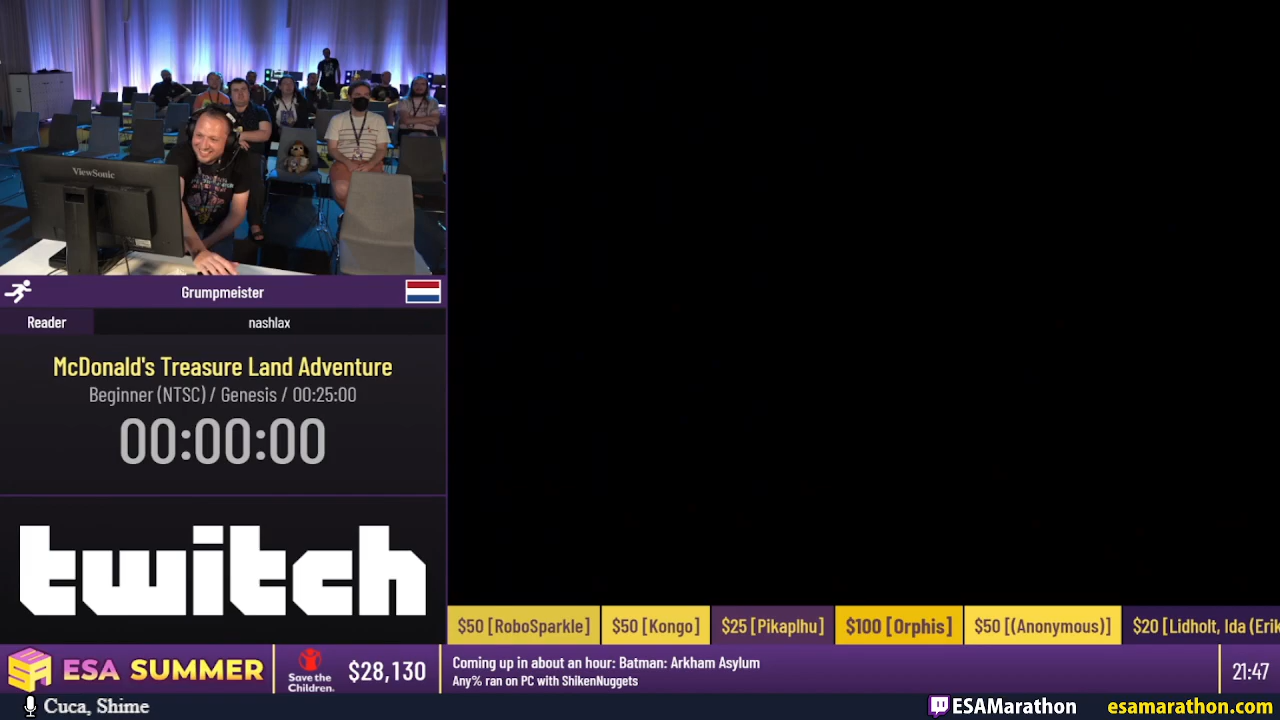 ViewSonic
Grumpmeister
Reader
nashlax
McDonald's Treasure Land Adventure
Beginner (NTSC) / Genesis / 00:25:00
00:00:00
twitch
$50 [RoboSparkle]
$50 [Kongo]
$25 [Pikaplhu]
$100 [Orphis]
$50 [(Anonymous)]
$20 [Lidholt, Ida (Erik
ESA SUMMER
Save the
Children.
$28,130
Coming up in about an hour: Batman: Arkham Asylum
Any% ran on PC with ShikenNuggets
21:47
Cuca, Shime
ESAMarathon
esamarathon.com